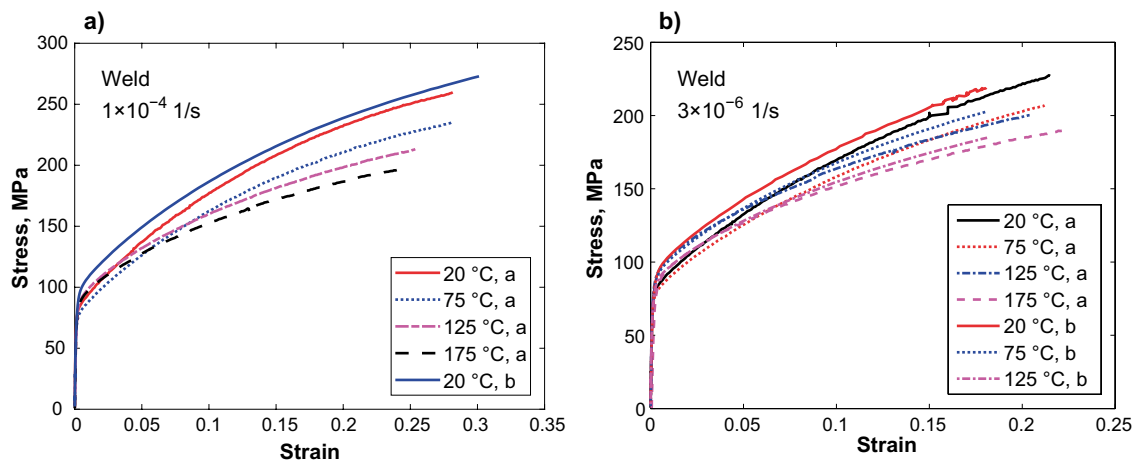 a)
300
250
200
150
100
50
0
Stress, MPa
Weld
1×10⁻⁴ 1/s
20 °C, a
75 °C, a
125 °C, a
175 °C, a
20 °C, b
0 0.05 0.1 0.15 0.2 0.25 0.3 0.35
Strain
b)
250
200
150
100
50
0
Stress, MPa
Weld
3×10⁻⁶ 1/s
20 °C, a
75 °C, a
125 °C, a
175 °C, a
20 °C, b
75 °C, b
125 °C, b
0 0.05 0.1 0.15 0.2 0.25
Strain